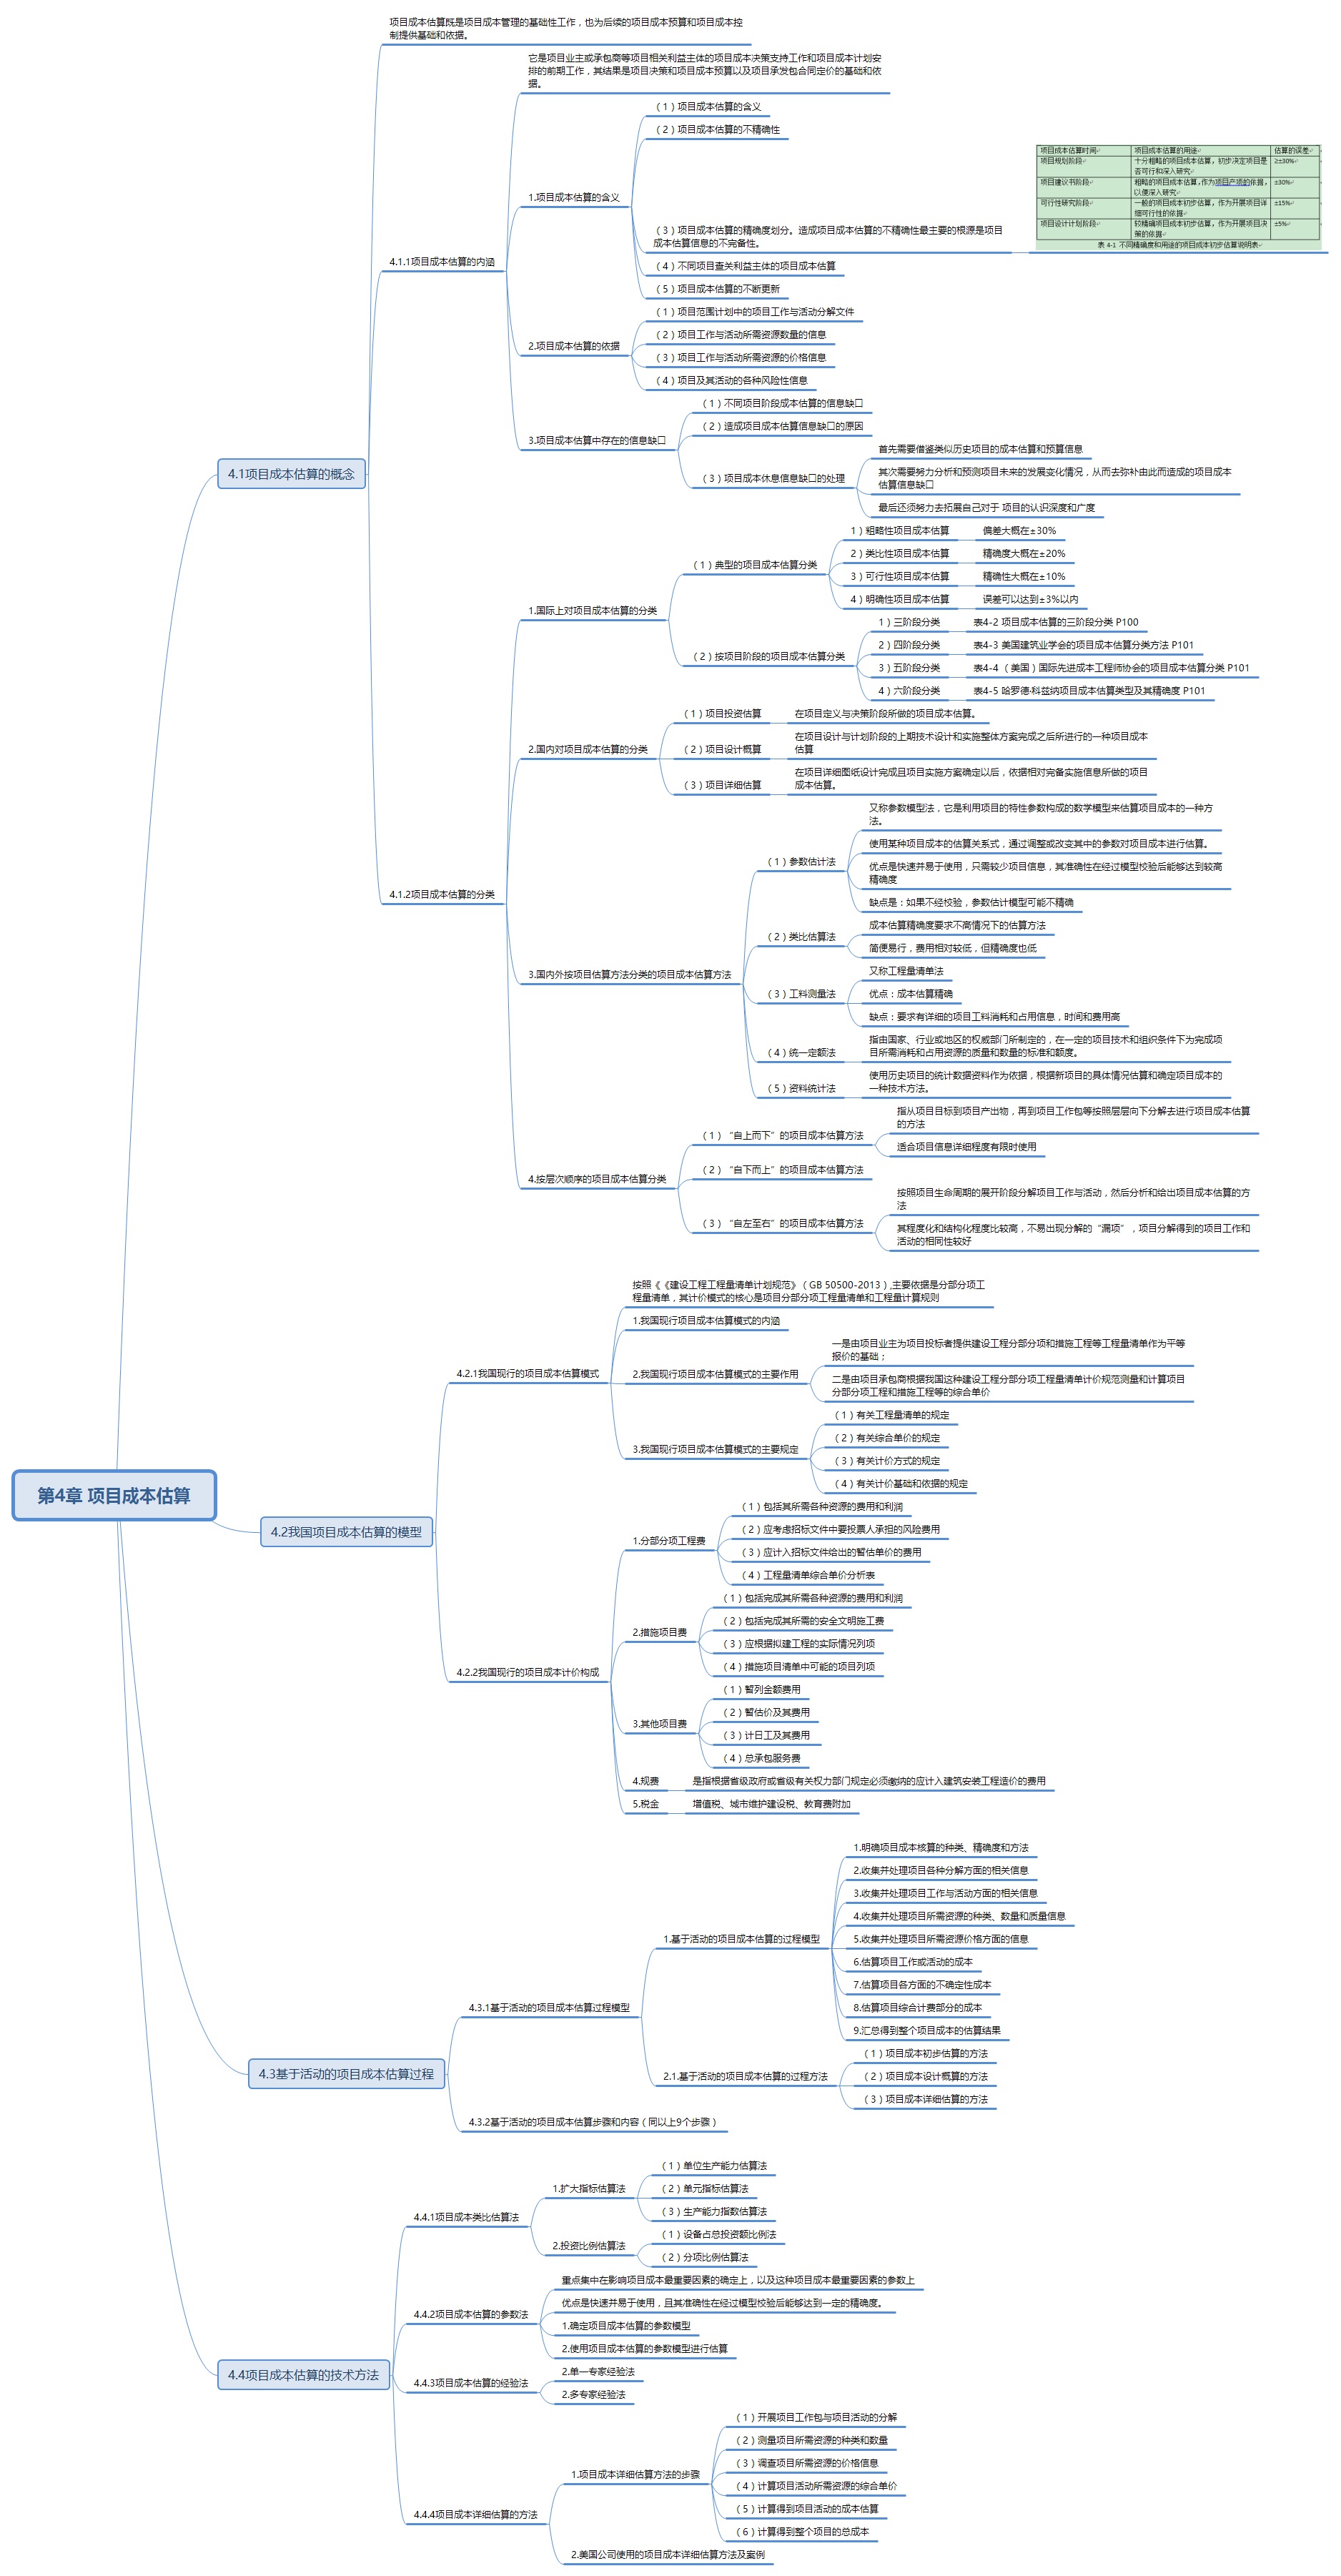 第4章 项目成本估算
4.1项目成本估算的概念
项目成本估算既是项目成本管理的基础性工作，也为后续的项目成本预算和项目成本控
制提供基础和依据。
4.1.1项目成本估算的内涵
它是项目业主或承包商等项目相关利益主体的项目成本决策支持工作和项目成本计划安
排的前期工作，其结果是项目决策和项目成本预算以及项目承发包合同定价的基础和依
据。
1.项目成本估算的含义
（1）项目成本估算的含义
（2）项目成本估算的不精确性
（3）项目成本估算的精确度划分。造成项目成本估算的不精确性最主要的根源是项目
成本估算信息的不完备性。
项目成本估算时间 项目成本估算的用途 估算的误差
项目规划阶段 十分粗略的项目成本估算，初步决定项目是 ≥±30%
否可行和深入研究
项目建议书阶段 粗略的项目成本估算，作为项目产项的依据， ±30%
以便深入研究
可行性研究阶段 一般的项目成本初步估算，作为开展项目详 ±15%
细可行性的依据
项目设计计划阶段 较精确项目成本初步估算，作为开展项目决 ±5%
策的依据
表 4-1 不同精确度和用途的项目成本初步估算说明表
（4）不同项目查关利益主体的项目成本估算
（5）项目成本估算的不断更新
2.项目成本估算的依据
（1）项目范围计划中的项目工作与活动分解文件
（2）项目工作与活动所需资源数量的信息
（3）项目工作与活动所需资源的价格信息
（4）项目及其活动的各种风险性信息
3.项目成本估算中存在的信息缺口
（1）不同项目阶段成本估算的信息缺口
（2）造成项目成本估算信息缺口的原因
（3）项目成本休息信息缺口的处理
首先需要借鉴类似历史项目的成本估算和预算信息
其次需要努力分析和预测项目未来的发展变化情况，从而去弥补由此而造成的项目成本
估算信息缺口
最后还须努力去拓展自己对于 项目的认识深度和广度
4.1.2项目成本估算的分类
1.国际上对项目成本估算的分类
（1）典型的项目成本估算分类
1）粗略性项目成本估算 偏差大概在±30%
2）类比性项目成本估算 精确度大概在±20%
3）可行性项目成本估算 精确性大概在±10%
4）明确性项目成本估算 误差可以达到±3%以内
（2）按项目阶段的项目成本估算分类
1）三阶段分类 表4-2 项目成本估算的三阶段分类 P100
2）四阶段分类 表4-3 美国建筑业学会的项目成本估算分类方法 P101
3）五阶段分类 表4-4（美国）国际先进成本工程师协会的项目成本估算分类 P101
4）六阶段分类 表4-5 哈罗德·科兹纳项目成本估算类型及其精确度 P101
2.国内对项目成本估算的分类
（1）项目投资估算 在项目定义与决策阶段所做的项目成本估算。
（2）项目设计概算
在项目设计与计划阶段的上期技术设计和实施整体方案完成之后所进行的一种项目成本
估算
（3）项目详细估算
在项目详细图纸设计完成且项目实施方案确定以后，依据相对完备实施信息所做的项目
成本估算。
3.国内外按项目估算方法分类的项目成本估算方法
（1）参数估计法
又称参数模型法，它是利用项目的特性参数构成的数学模型来估算项目成本的一种方
法。
使用某种项目成本的估算关系式，通过调整或改变其中的参数对项目成本进行估算。
优点是快速并易于使用，只需较少项目信息，其准确性在经过模型校验后能够达到较高
精确度
缺点是：如果不经校验，参数估计模型可能不精确
（2）类比估算法
成本估算精确度要求不高情况下的估算方法
简便易行，费用相对较低，但精确度也低
（3）工料测量法
又称工程量清单法
优点：成本估算精确
缺点：要求有详细的项目工料消耗和占用信息，时间和费用高
（4）统一定额法
指由国家、行业或地区的权威部门所制定的，在一定的项目技术和组织条件下为完成项
目所需消耗和占用资源的质量和数量的标准和额度。
（5）资料统计法
使用历史项目的统计数据资料作为依据，根据新项目的具体情况估算和确定项目成本的
一种技术方法。
4.按层次顺序的项目成本估算分类
（1）“自上而下”的项目成本估算方法
指从项目目标到项目产出物，再到项目工作包等按照层层向下分解去进行项目成本估算
的方法
适合项目信息详细程度有限时使用
（2）“自下而上”的项目成本估算方法
（3）“自左至右”的项目成本估算方法
按照项目生命周期的展开阶段分解项目工作与活动，然后分析和给出项目成本估算的方
法
其程度化和结构化程度比较高，不易出现分解的“漏项”，项目分解得到的项目工作和
活动的相同性较好
4.2我国项目成本估算的模型
4.2.1我国现行的项目成本估算模式
按照《《建设工程工程量清单计划规范》（GB 50500-2013）,主要依据是分部分项工
程量清单，其计价模式的核心是项目分部分项工程量清单和工程量计算规则
1.我国现行项目成本估算模式的内涵
2.我国现行项目成本估算模式的主要作用
一是由项目业主为项目投标者提供建设工程分部分项和措施工程等工程量清单作为平等
报价的基础；
二是由项目承包商根据我国这种建设工程分部分项工程量清单计价规范测量和计算项目
分部分项工程和措施工程等的综合单价
3.我国现行项目成本估算模式的主要规定
（1）有关工程量清单的规定
（2）有关综合单价的规定
（3）有关计价方式的规定
（4）有关计价基础和依据的规定
4.2.2我国现行的项目成本计价构成
1.分部分项工程费
（1）包括其所需各种资源的费用和利润
（2）应考虑招标文件中要投票人承担的风险费用
（3）应计入招标文件给出的暂估单价的费用
（4）工程量清单综合单价分析表
2.措施项目费
（1）包括完成其所需各种资源的费用和利润
（2）包括完成其所需的安全文明施工费
（3）应根据拟建工程的实际情况列项
（4）措施项目清单中可能的项目列项
3.其他项目费
（1）暂列金额费用
（2）暂估价及其费用
（3）计日工及其费用
（4）总承包服务费
4.规费 是指根据省级政府或省级有关权力部门规定必须缴纳的应计入建筑安装工程造价的费用
5.税金 增值税、城市维护建设税、教育费附加
4.3基于活动的项目成本估算过程
4.3.1基于活动的项目成本估算过程模型
1.基于活动的项目成本估算的过程模型
1.明确项目成本核算的种类、精确度和方法
2.收集并处理项目各种分解方面的相关信息
3.收集并处理项目工作与活动方面的相关信息
4.收集并处理项目所需资源的种类、数量和质量信息
5.收集并处理项目所需资源价格方面的信息
6.估算项目工作或活动的成本
7.估算项目各方面的不确定性成本
8.估算项目综合计费部分的成本
9.汇总得到整个项目成本的估算结果
2.1.基于活动的项目成本估算的过程方法
（1）项目成本初步估算的方法
（2）项目成本设计概算的方法
（3）项目成本详细估算的方法
4.3.2基于活动的项目成本估算步骤和内容（同以上9个步骤）
4.4项目成本估算的技术方法
4.4.1项目成本类比估算法
1.扩大指标估算法
（1）单位生产能力估算法
（2）单元指标估算法
（3）生产能力指数估算法
2.投资比例估算法
（1）设备占总投资额比例法
（2）分项比例估算法
4.4.2项目成本估算的参数法
重点集中在影响项目成本最重要因素的确定上，以及这种项目成本最重要因素的参数上
优点是快速并易于使用，且其准确性在经过模型校验后能够达到一定的精确度。
1.确定项目成本估算的参数模型
2.使用项目成本估算的参数模型进行估算
4.4.3项目成本估算的经验法
2.单一专家经验法
2.多专家经验法
4.4.4项目成本详细估算的方法
1.项目成本详细估算方法的步骤
（1）开展项目工作包与项目活动的分解
（2）测量项目所需资源的种类和数量
（3）调查项目所需资源的价格信息
（4）计算项目活动所需资源的综合单价
（5）计算得到项目活动的成本估算
（6）计算得到整个项目的总成本
2.美国公司使用的项目成本详细估算方法及案例